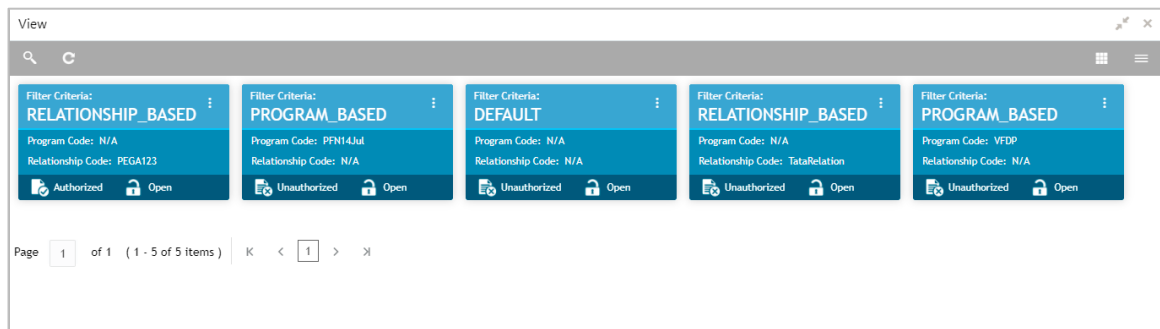 View
Filter Criteria:
RELATIONSHIP_BASED
Program Code: N/A
Relationship Code: PEGA123
Authorized Open
Filter Criteria:
PROGRAM_BASED
Program Code: PFN14Jul
Relationship Code: N/A
Unauthorized Open
Filter Criteria:
DEFAULT
Program Code: N/A
Relationship Code: N/A
Unauthorized Open
Filter Criteria:
RELATIONSHIP_BASED
Program Code: N/A
Relationship Code: TataRelation
Unauthorized Open
Filter Criteria:
PROGRAM_BASED
Program Code: VFDP
Relationship Code: N/A
Unauthorized Open
Page 1 of 1 ( 1 - 5 of 5 items ) 1